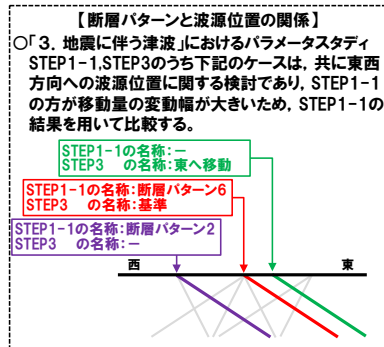 【断層パターンと波源位置の関係】
○「3．地震に伴う津波」におけるパラメータスタディ
STEP1-1,STEP3のうち下記のケースは，共に東西
方向への波源位置に関する検討であり，STEP1-1
の方が移動量の変動幅が大きいため，STEP1-1の
結果を用いて比較する。
STEP1-1の名称：－
STEP3　の名称：東へ移動
STEP1-1の名称：断層パターン6
STEP3　の名称：基準
STEP1-1の名称：断層パターン2
STEP3　の名称：－
西　東